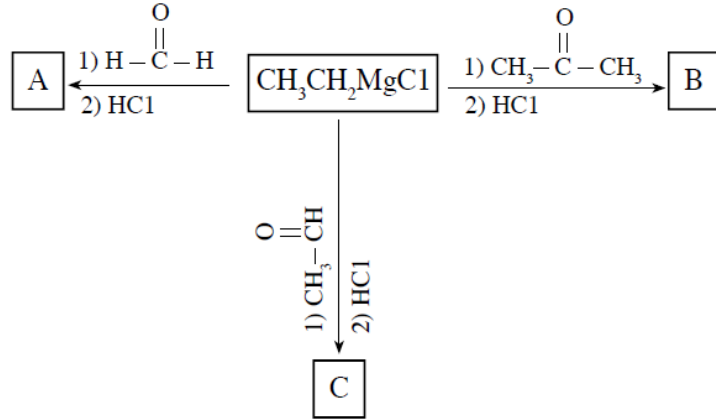 O
1) H – C – H
A
2) HCl
CH₃CH₂MgCl
O
1) CH₃ – C – CH₃
2) HCl
B
O = CH
1) CH₃
2) HCl
C